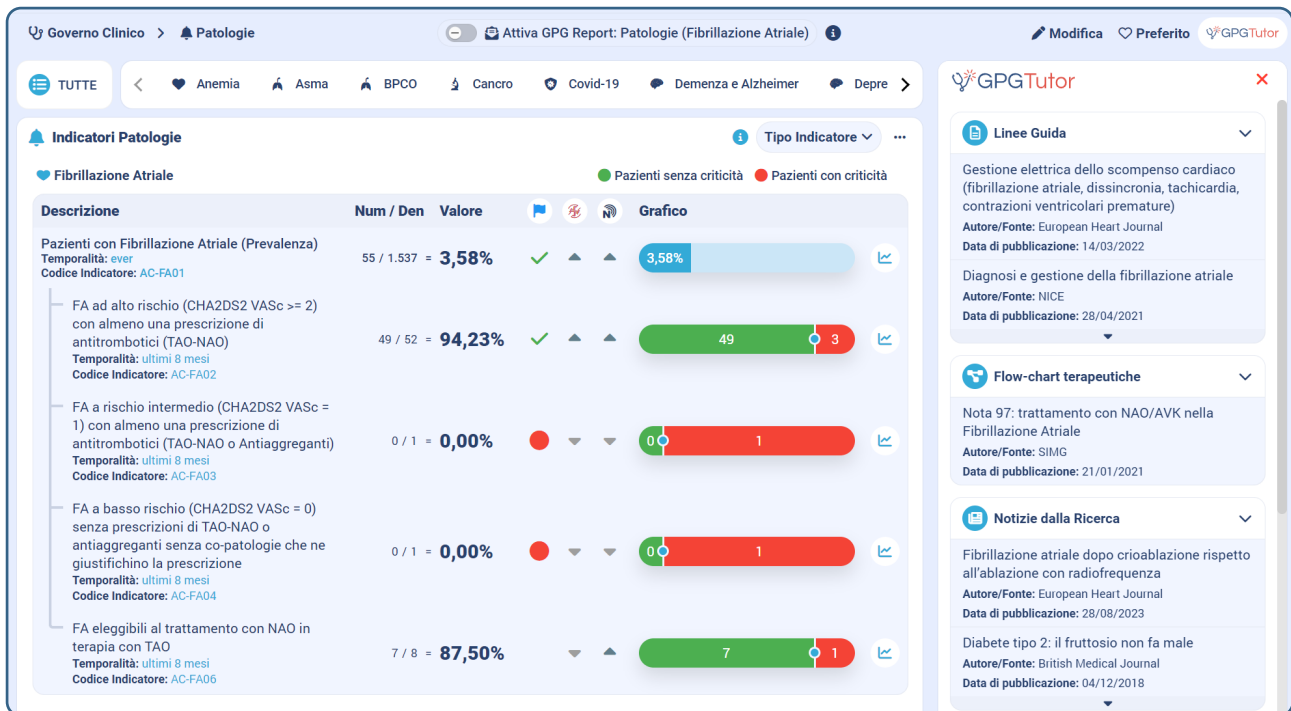 Governo Clinico > Patologie
Attiva GPG Report: Patologie (Fibrillazione Atriale)
Modifica Preferito GPGTutor
TUTTE
Anemia Asma BPCO Cancro Covid-19 Demenza e Alzheimer Depre
Indicatori Patologie
Tipo Indicatore
Fibrillazione Atriale
Pazienti senza criticità Pazienti con criticità
Descrizione Num / Den Valore Grafico
Pazienti con Fibrillazione Atriale (Prevalenza)
Temporalità: ever
Codice Indicatore: AC-FA01
55 / 1.537 = 3,58%
3,58%
FA ad alto rischio (CHA2DS2 VASc >= 2)
con almeno una prescrizione di
antitrombotici (TAO-NAO)
Temporalità: ultimi 8 mesi
Codice Indicatore: AC-FA02
49 / 52 = 94,23%
49 3
FA a rischio intermedio (CHA2DS2 VASc =
1) con almeno una prescrizione di
antitrombotici (TAO-NAO o Antiaggreganti)
Temporalità: ultimi 8 mesi
Codice Indicatore: AC-FA03
0 / 1 = 0,00%
0 1
FA a basso rischio (CHA2DS2 VASc = 0)
senza prescrizioni di TAO-NAO o
antiaggreganti senza co-patologie che ne
giustifichino la prescrizione
Temporalità: ultimi 8 mesi
Codice Indicatore: AC-FA04
0 / 1 = 0,00%
0 1
FA eleggibili al trattamento con NAO in
terapia con TAO
Temporalità: ultimi 8 mesi
Codice Indicatore: AC-FA06
7 / 8 = 87,50%
7 1
GPGTutor
Linee Guida
Gestione elettrica dello scompenso cardiaco
(fibrillazione atriale, dissincronia, tachicardia,
contrazioni ventricolari premature)
Autore/Fonte: European Heart Journal
Data di pubblicazione: 14/03/2022
Diagnosi e gestione della fibrillazione atriale
Autore/Fonte: NICE
Data di pubblicazione: 28/04/2021
Flow-chart terapeutiche
Nota 97: trattamento con NAO/AVK nella
Fibrillazione Atriale
Autore/Fonte: SIMG
Data di pubblicazione: 21/01/2021
Notizie dalla Ricerca
Fibrillazione atriale dopo crioablazione rispetto
all'ablazione con radiofrequenza
Autore/Fonte: European Heart Journal
Data di pubblicazione: 28/08/2023
Diabete tipo 2: il fruttosio non fa male
Autore/Fonte: British Medical Journal
Data di pubblicazione: 04/12/2018